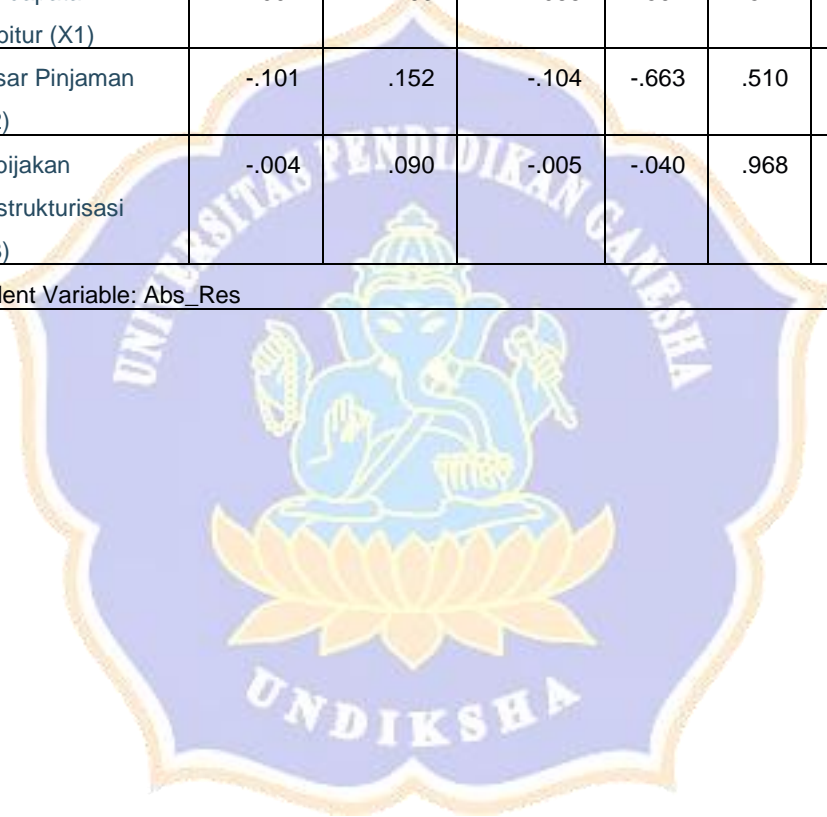 bitur (X1)
sar Pinjaman -.101 .152 -.104 -.663 .510
bijakan -.004 .090 -.005 -.040 .968
strukturisasi
lent Variable: Abs_Res
UNIVERSITAS PENDIDIKAN GANESHA
UNDIKSHA